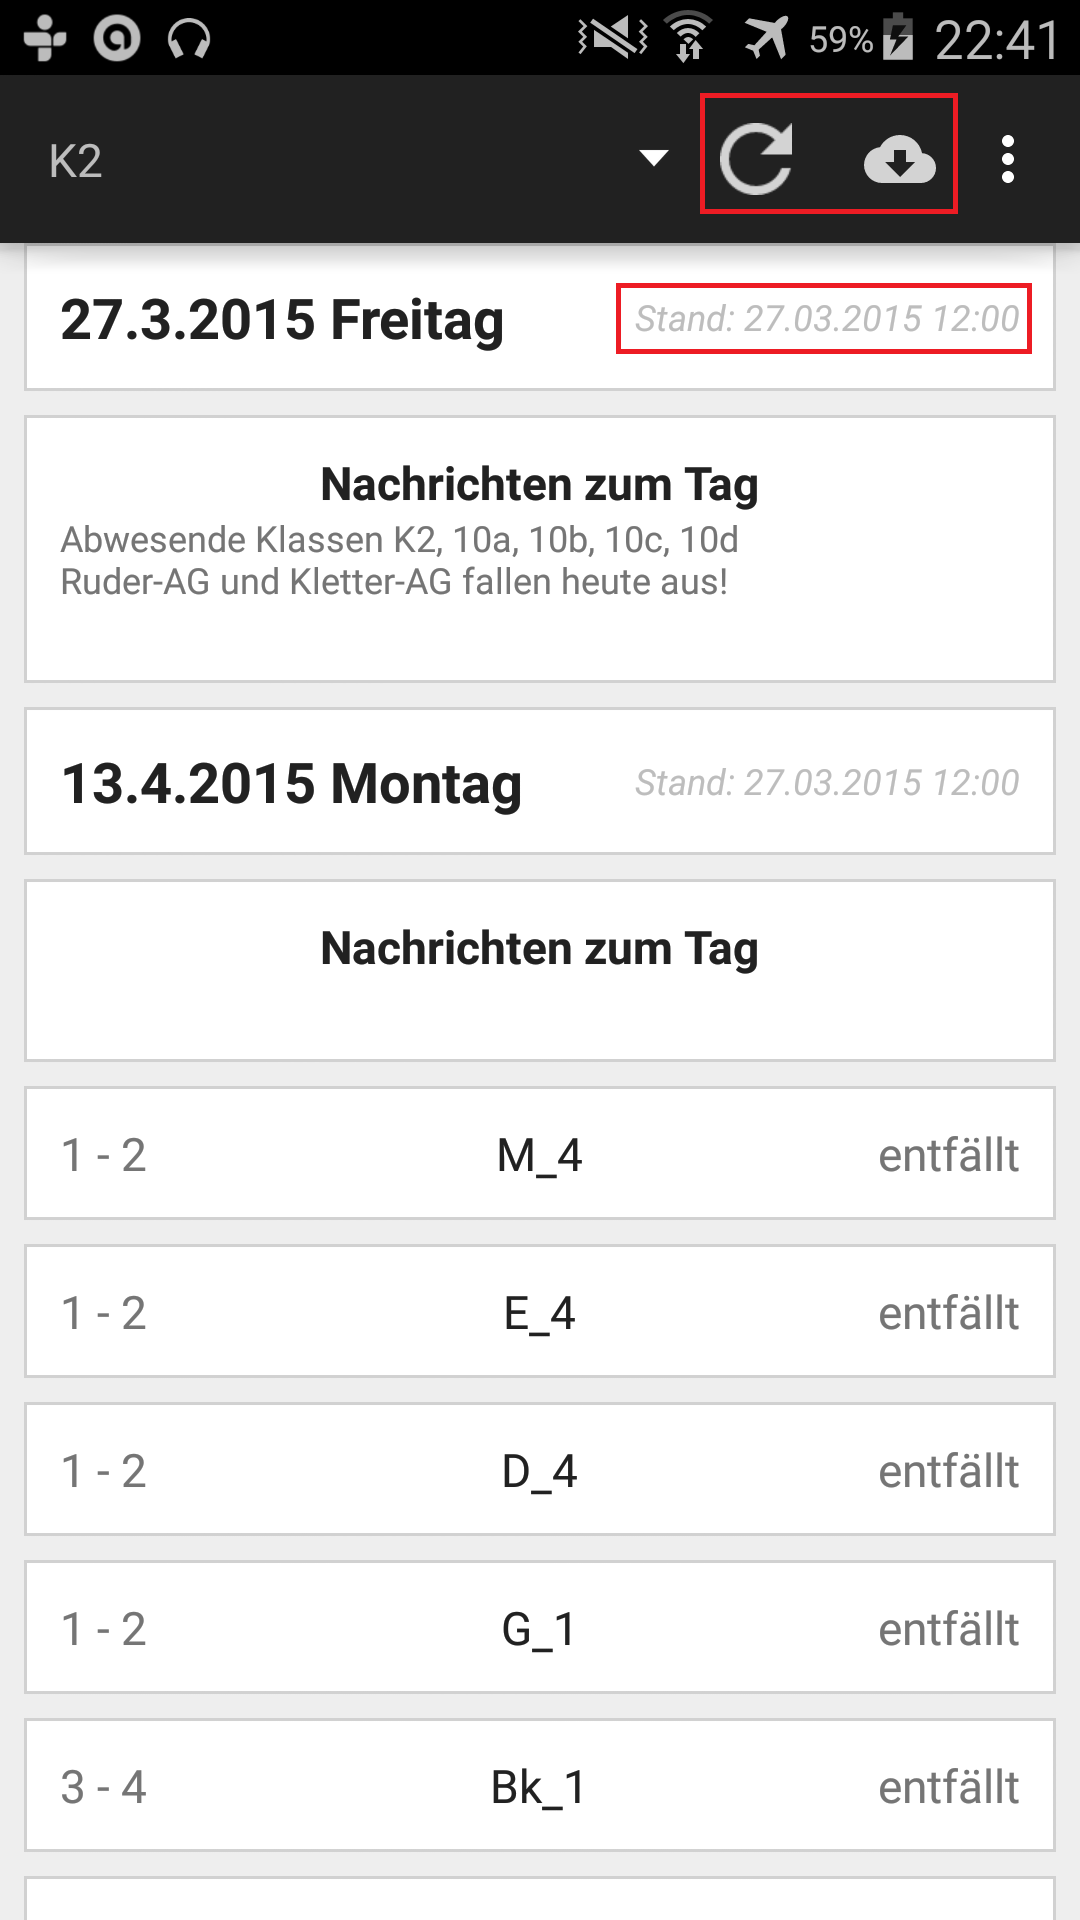 59% 22:41
K2
27.3.2015 Freitag Stand: 27.03.2015 12:00
Nachrichten zum Tag
Abwesende Klassen K2, 10a, 10b, 10c, 10d
Ruder-AG und Kletter-AG fallen heute aus!
13.4.2015 Montag Stand: 27.03.2015 12:00
Nachrichten zum Tag
1 - 2 M_4 entfällt
1 - 2 E_4 entfällt
1 - 2 D_4 entfällt
1 - 2 G_1 entfällt
3 - 4 Bk_1 entfällt